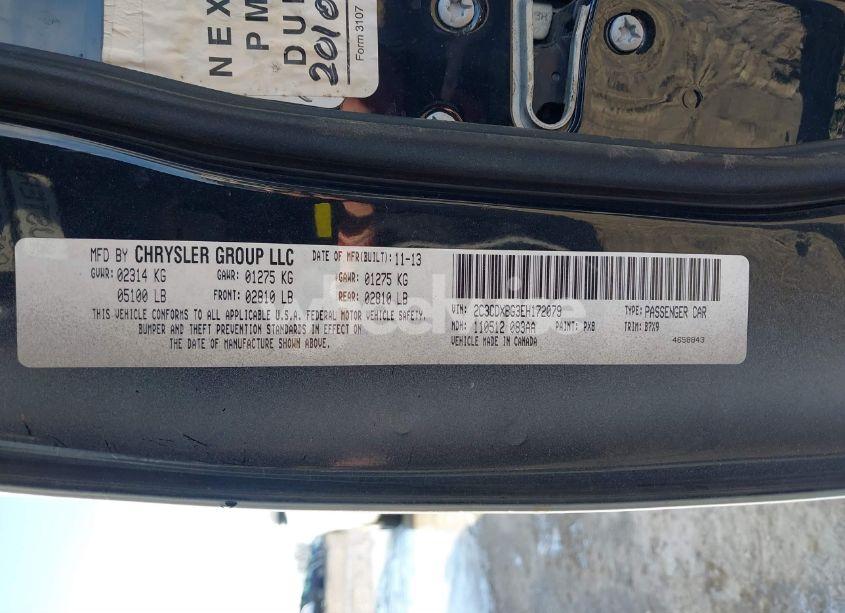 NEX
PM
DU
2010
Form 3107
MFD BY CHRYSLER GROUP LLC DATE OF MFR(BUILT): 11-13
GVWR: 02314 KG GAWR: 01275 KG GAWR: 01275 KG
05100 LB FRONT: 02810 LB REAR: 02810 LB
THIS VEHICLE CONFORMS TO ALL APPLICABLE U.S.A. FEDERAL MOTOR VEHICLE SAFETY,
BUMPER AND THEFT PREVENTION STANDARDS IN EFFECT ON
THE DATE OF MANUFACTURE SHOWN ABOVE.
VIN: 2C3CDXBG3EH172079 TYPE: PASSENGER CAR
MDH: 110512 083AA PAINT: PX8 TRIM: B7X9
VEHICLE MADE IN CANADA 4658843